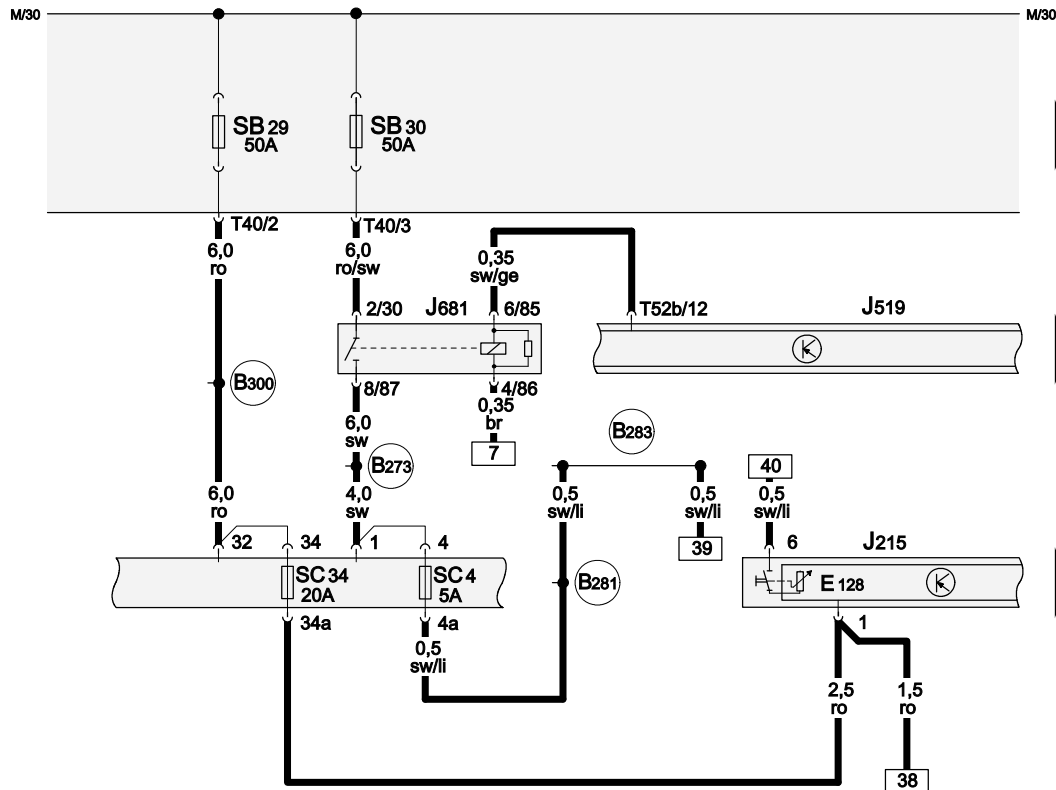 M/30
M/30
SB 29
50A
SB 30
50A
T40/2
T40/3
6,0
ro
6,0
ro/sw
0,35
sw/ge
2/30
J681
6/85
T52b/12
J519
B300
8/87
4/86
6,0
sw
0,35
br
7
B283
B273
40
6,0
ro
4,0
sw
0,5
sw/li
0,5
sw/li
0,5
sw/li
39
32
34
1
4
6
J215
SC 34
20A
SC 4
5A
B281
E 128
34a
4a
1
0,5
sw/li
2,5
ro
1,5
ro
38